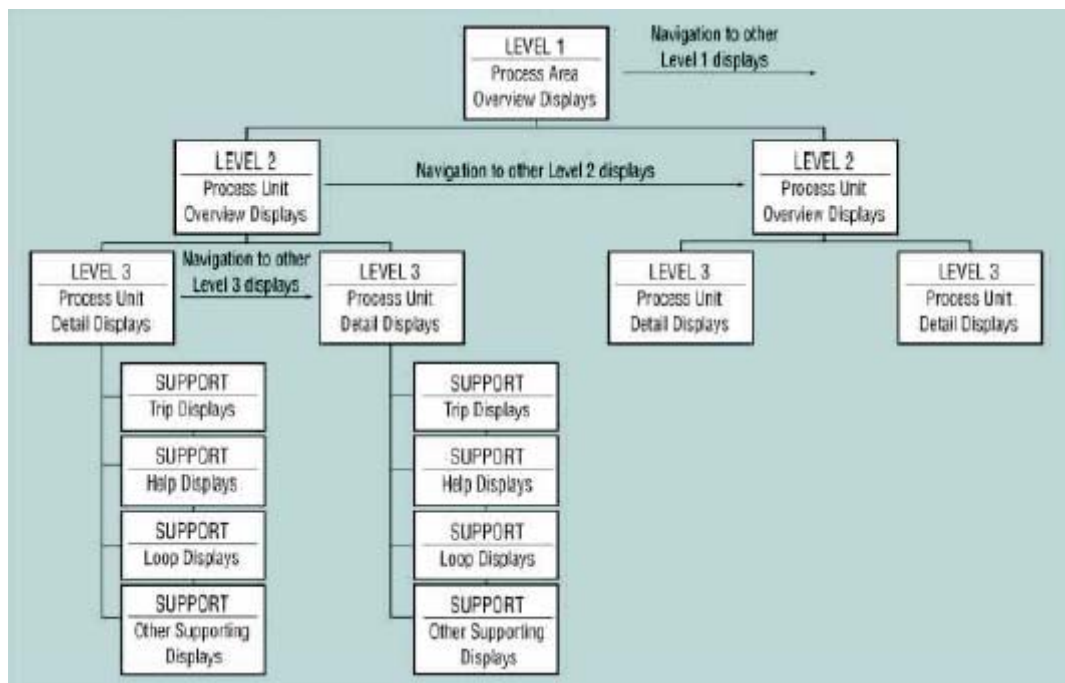 LEVEL 1
Process Area
Overview Displays
Navigation to other
Level 1 displays
LEVEL 2
Process Unit
Overview Displays
Navigation to other Level 2 displays
LEVEL 2
Process Unit
Overview Displays
LEVEL 3
Process Unit
Detail Displays
Navigation to other
Level 3 displays
LEVEL 3
Process Unit
Detail Displays
LEVEL 3
Process Unit
Detail Displays
LEVEL 3
Process Unit
Detail Displays
SUPPORT
Trip Displays
SUPPORT
Help Displays
SUPPORT
Loop Displays
SUPPORT
Other Supporting
Displays
SUPPORT
Trip Displays
SUPPORT
Help Displays
SUPPORT
Loop Displays
SUPPORT
Other Supporting
Displays